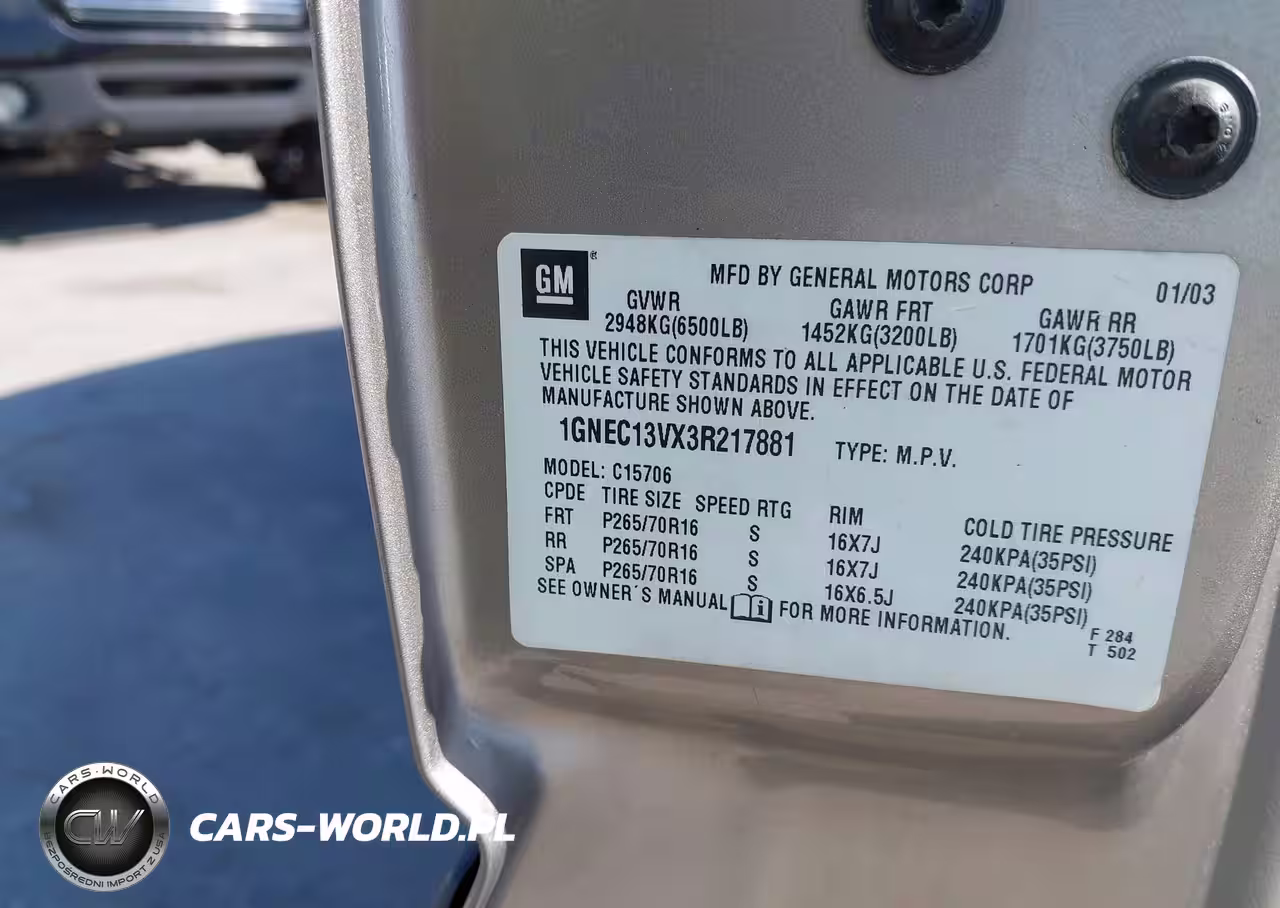 GM ®
MFD BY GENERAL MOTORS CORP 01/03
GVWR GAWR FRT GAWR RR
2948KG(6500LB) 1452KG(3200LB) 1701KG(3750LB)
THIS VEHICLE CONFORMS TO ALL APPLICABLE U.S. FEDERAL MOTOR
VEHICLE SAFETY STANDARDS IN EFFECT ON THE DATE OF
MANUFACTURE SHOWN ABOVE.
1GNEC13VX3R217881 TYPE: M.P.V.
MODEL: C15706
CPDE TIRE SIZE SPEED RTG RIM COLD TIRE PRESSURE
FRT P265/70R16 S 16X7J 240KPA(35PSI)
RR P265/70R16 S 16X7J 240KPA(35PSI)
SPA P265/70R16 S 16X6.5J 240KPA(35PSI)
SEE OWNER'S MANUAL i FOR MORE INFORMATION.
F 284
T 502
CARS-WORLD
CW
BEZPOŚREDNI IMPORT Z USA
CARS-WORLD.PL